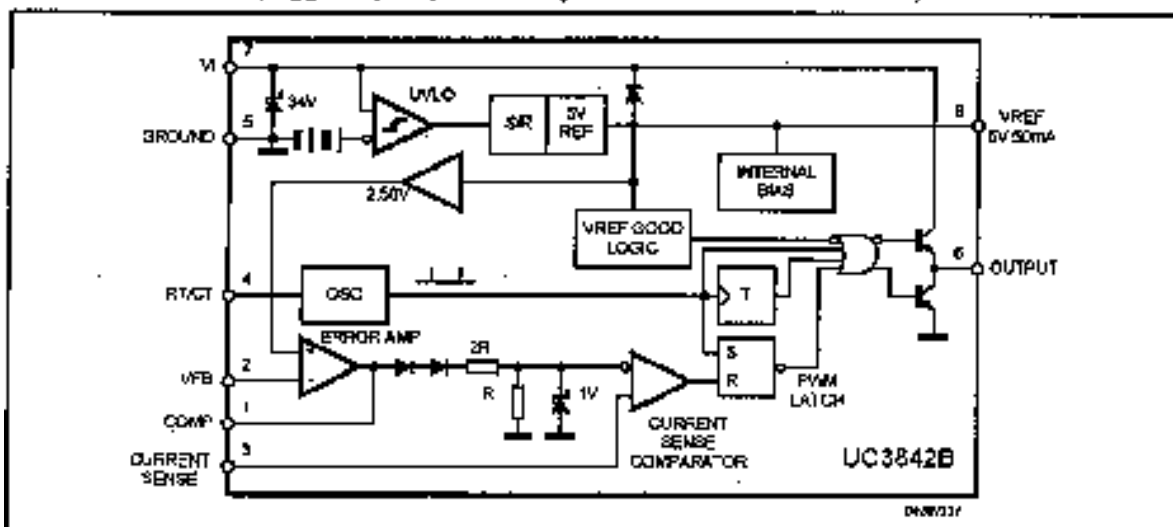 7
VI
34V
UVLO
S/R
5V
REF
8
VREF
5V 50mA
5
GROUND
2.50V
INTERNAL
BIAS
VREF GOOD
LOGIC
6
OUTPUT
4
RT/CT
OSC
T
ERROR AMP
+
-
2R
S
R
2
VFB
R
1V
PWM
LATCH
1
COMP
CURRENT
SENSE
COMPARATOR
3
CURRENT
SENSE
UC3842B